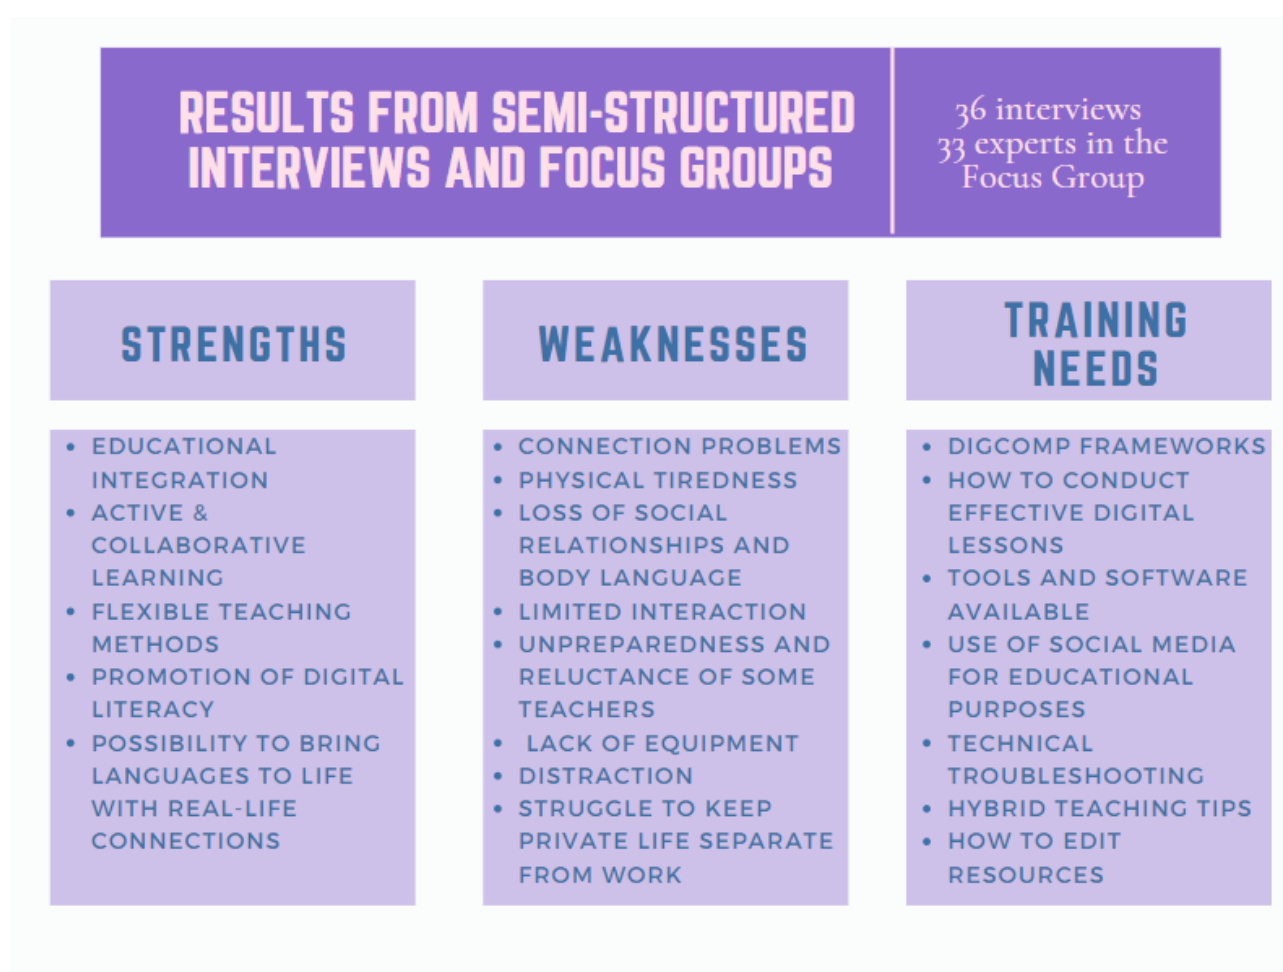 RESULTS FROM SEMI-STRUCTURED
INTERVIEWS AND FOCUS GROUPS
36 interviews
33 experts in the
Focus Group
STRENGTHS
• EDUCATIONAL
INTEGRATION
• ACTIVE &
COLLABORATIVE
LEARNING
• FLEXIBLE TEACHING
METHODS
• PROMOTION OF DIGITAL
LITERACY
• POSSIBILITY TO BRING
LANGUAGES TO LIFE
WITH REAL-LIFE
CONNECTIONS
WEAKNESSES
• CONNECTION PROBLEMS
• PHYSICAL TIREDNESS
• LOSS OF SOCIAL
RELATIONSHIPS AND
BODY LANGUAGE
• LIMITED INTERACTION
• UNPREPAREDNESS AND
RELUCTANCE OF SOME
TEACHERS
• LACK OF EQUIPMENT
• DISTRACTION
• STRUGGLE TO KEEP
PRIVATE LIFE SEPARATE
FROM WORK
TRAINING
NEEDS
• DIGCOMP FRAMEWORKS
• HOW TO CONDUCT
EFFECTIVE DIGITAL
LESSONS
• TOOLS AND SOFTWARE
AVAILABLE
• USE OF SOCIAL MEDIA
FOR EDUCATIONAL
PURPOSES
• TECHNICAL
TROUBLESHOOTING
• HYBRID TEACHING TIPS
• HOW TO EDIT
RESOURCES